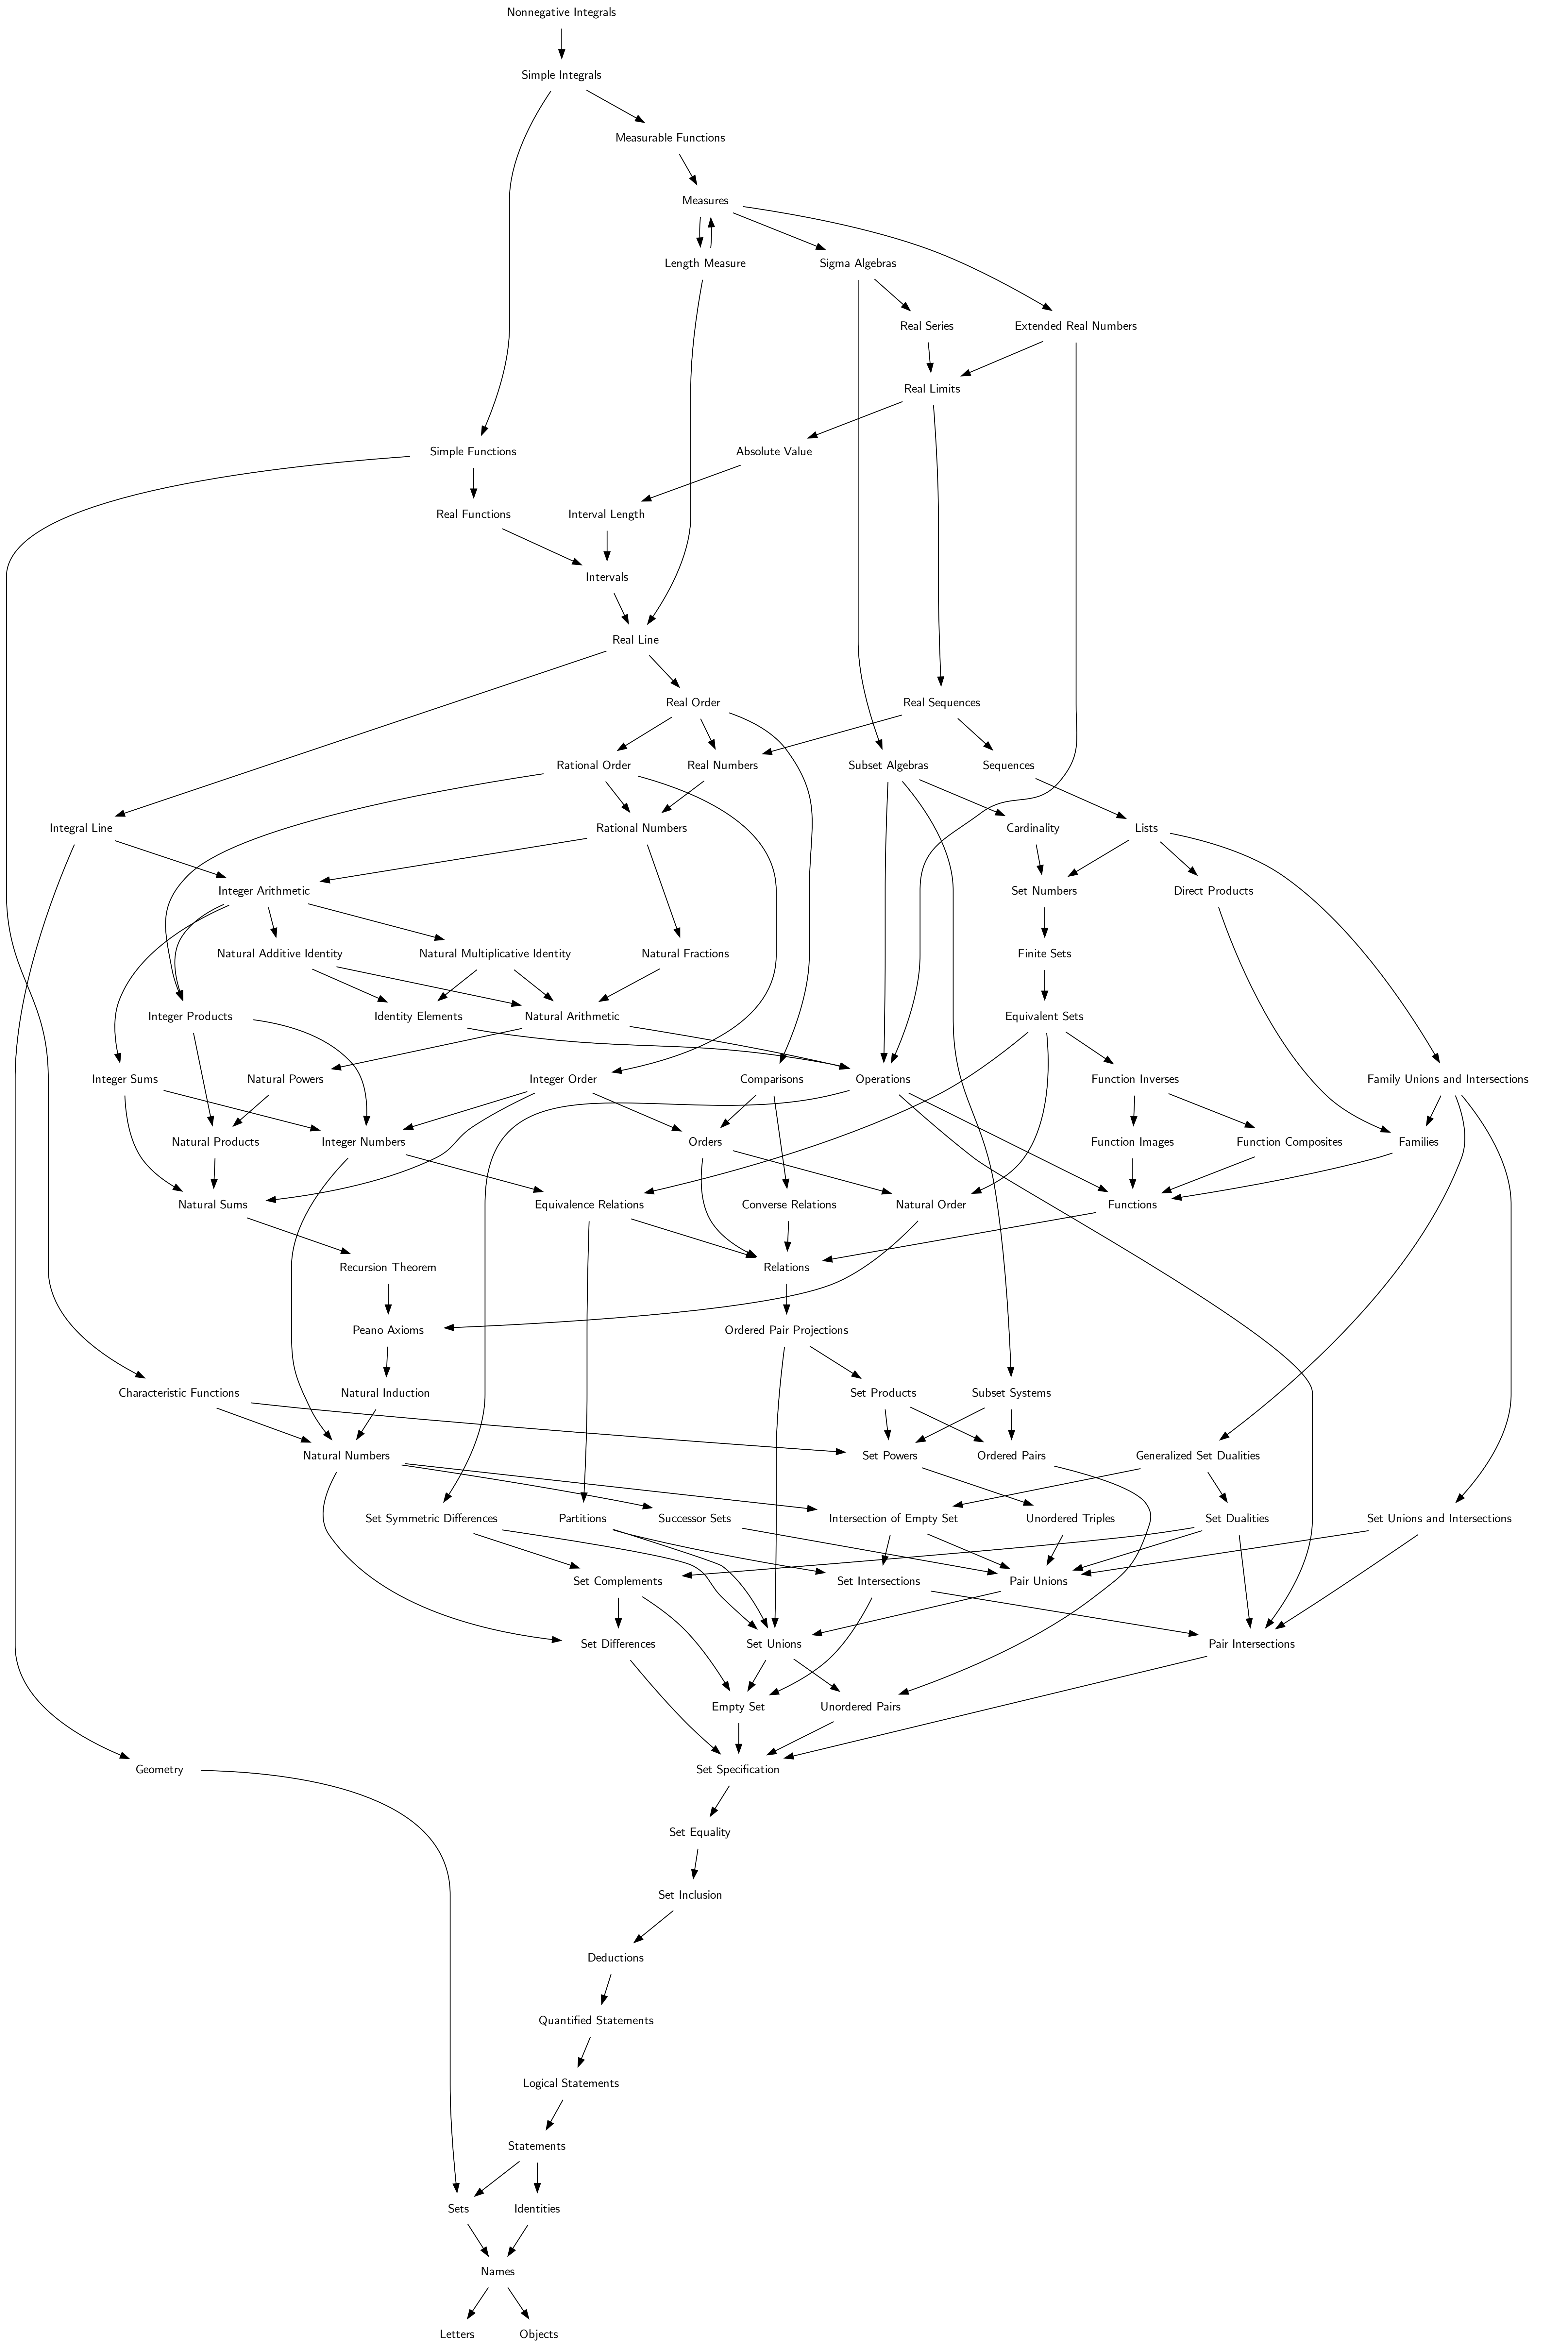 Nonnegative Integrals
Simple Integrals
Measurable Functions
Measures
Length Measure
Sigma Algebras
Real Series
Extended Real Numbers
Real Limits
Simple Functions
Absolute Value
Real Functions
Interval Length
Intervals
Real Line
Real Order
Real Sequences
Rational Order
Real Numbers
Subset Algebras
Sequences
Integral Line
Rational Numbers
Cardinality
Lists
Integer Arithmetic
Set Numbers
Direct Products
Natural Additive Identity
Natural Multiplicative Identity
Natural Fractions
Finite Sets
Integer Products
Identity Elements
Natural Arithmetic
Equivalent Sets
Integer Sums
Natural Powers
Integer Order
Comparisons
Operations
Function Inverses
Family Unions and Intersections
Natural Products
Integer Numbers
Orders
Function Images
Function Composites
Families
Natural Sums
Equivalence Relations
Converse Relations
Natural Order
Functions
Recursion Theorem
Relations
Peano Axioms
Ordered Pair Projections
Characteristic Functions
Natural Induction
Set Products
Subset Systems
Natural Numbers
Set Powers
Ordered Pairs
Generalized Set Dualities
Set Symmetric Differences
Partitions
Successor Sets
Intersection of Empty Set
Unordered Triples
Set Dualities
Set Unions and Intersections
Set Complements
Set Intersections
Pair Unions
Set Differences
Set Unions
Pair Intersections
Empty Set
Unordered Pairs
Geometry
Set Specification
Set Equality
Set Inclusion
Deductions
Quantified Statements
Logical Statements
Statements
Sets
Identities
Names
Letters
Objects